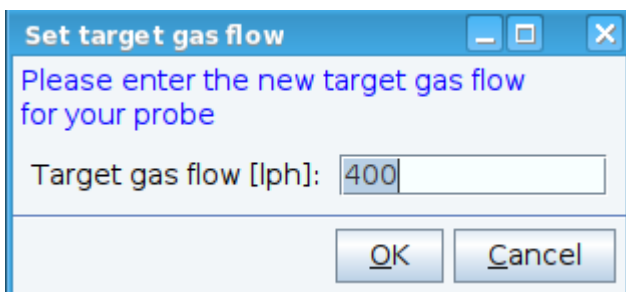 Set target gas flow
Please enter the new target gas flow
for your probe
Target gas flow [lph]: 400
OK Cancel